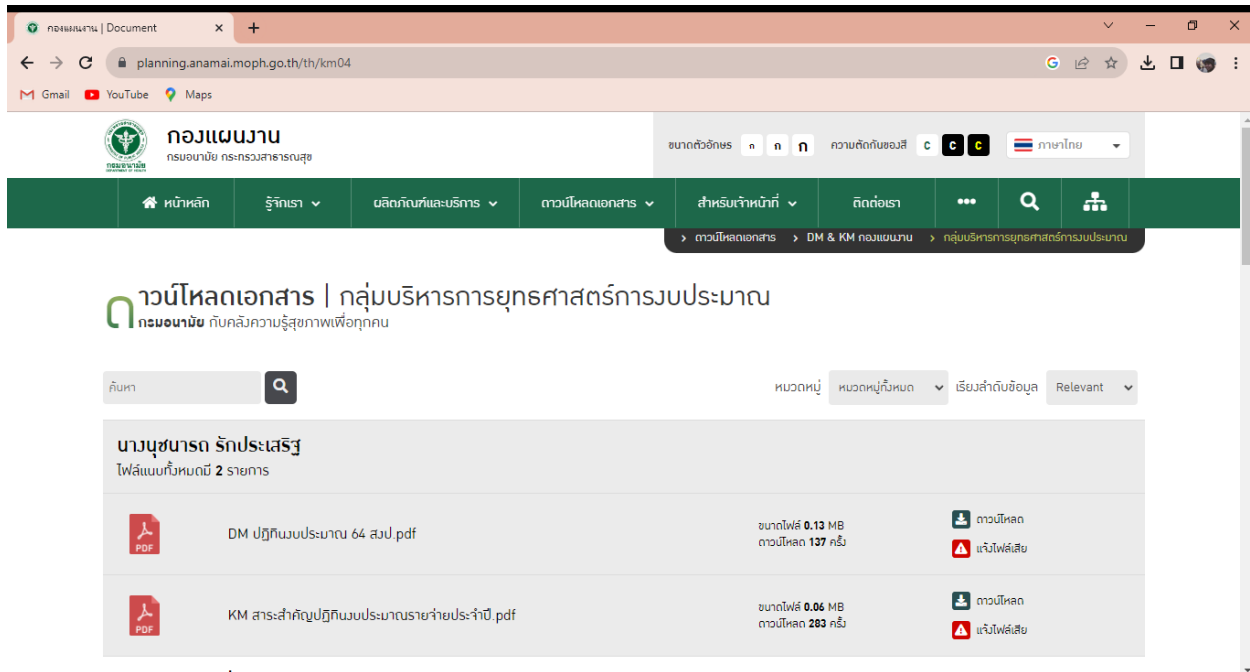 กองแผนงาน | Document
planning.anamai.moph.go.th/th/km04
Gmail YouTube Maps
กองแผนงาน
กรมอนามัย กระทรวงสาธารณสุข
กรมอนามัย
ขนาดตัวอักษร ก ก ก ความตัดกันของสี C C C ภาษาไทย
หน้าหลัก รู้จักเรา ผลิตภัณฑ์และบริการ ดาวน์โหลดเอกสาร สำหรับเจ้าหน้าที่ ติดต่อเรา
> ดาวน์โหลดเอกสาร > DM & KM กองแผนงาน > กลุ่มบริหารการยุทธศาสตร์การงบประมาณ
ดาวน์โหลดเอกสาร | กลุ่มบริหารการยุทธศาสตร์การงบประมาณ
กรมอนามัย กับคลังความรู้สุขภาพเพื่อทุกคน
ค้นหา หมวดหมู่ หมวดหมู่ทั้งหมด เรียงลำดับข้อมูล Relevant
นางนุชนารถ รักประเสริฐ
ไฟล์แนบทั้งหมดมี 2 รายการ
PDF
DM ปฏิทินงบประมาณ 64 สงป.pdf
ขนาดไฟล์ 0.13 MB
ดาวน์โหลด 137 ครั้ง
ดาวน์โหลด
แจ้งไฟล์เสีย
PDF
KM สาระสำคัญปฏิทินงบประมาณรายจ่ายประจำปี.pdf
ขนาดไฟล์ 0.06 MB
ดาวน์โหลด 283 ครั้ง
ดาวน์โหลด
แจ้งไฟล์เสีย